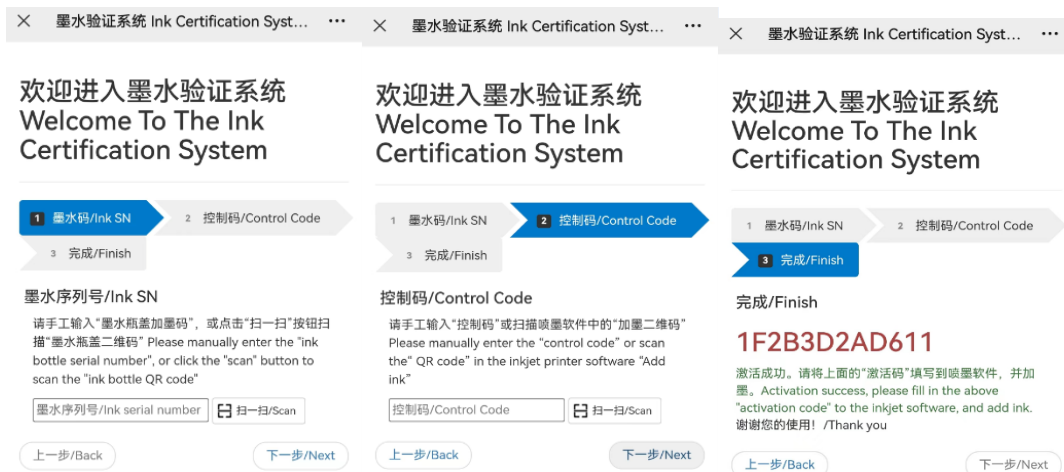 墨水验证系统 Ink Certification Syst...
欢迎进入墨水验证系统
Welcome To The Ink
Certification System
1 墨水码/Ink SN
2 控制码/Control Code
3 完成/Finish
墨水序列号/Ink SN
请手工输入“墨水瓶盖加墨码”，或点击“扫一扫”按钮扫
描“墨水瓶盖二维码” Please manually enter the "ink
bottle serial number", or click the "scan" button to
scan the "ink bottle QR code"
墨水序列号/Ink serial number
扫一扫/Scan
上一步/Back
下一步/Next
墨水验证系统 Ink Certification Syst...
欢迎进入墨水验证系统
Welcome To The Ink
Certification System
1 墨水码/Ink SN
2 控制码/Control Code
3 完成/Finish
控制码/Control Code
请手工输入“控制码”或扫描喷墨软件中的“加墨二维码”
Please manually enter the “control code” or scan
the“ QR code” in the inkjet printer software “Add
ink”
控制码/Control Code
扫一扫/Scan
上一步/Back
下一步/Next
墨水验证系统 Ink Certification Syst...
欢迎进入墨水验证系统
Welcome To The Ink
Certification System
1 墨水码/Ink SN
2 控制码/Control Code
3 完成/Finish
完成/Finish
1F2B3D2AD611
激活成功。请将上面的“激活码”填写到喷墨软件，并加
墨。Activation success, please fill in the above
"activation code" to the inkjet software, and add ink.
谢谢您的使用！/Thank you
上一步/Back
下一步/Next